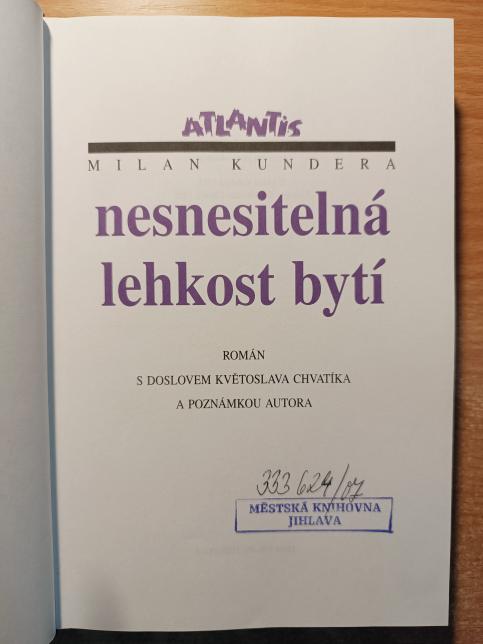 ATLANTIS
MILAN KUNDERA
nesnesitelná
lehkost bytí
ROMÁN
S DOSLOVEM KVĚTOSLAVA CHVATÍKA
A POZNÁMKOU AUTORA
333 624/07
MĚSTSKÁ KNIHOVNA
JIHLAVA